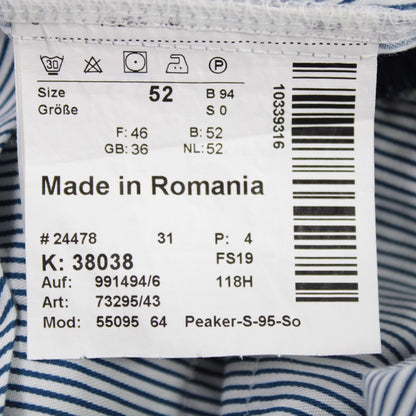 30 P
Size 52 B 94
Größe S 0
F: 46 B: 52
GB: 36 NL: 52
Made in Romania
# 24478 31 P: 4
K: 38038 FS19
Auf: 991494/6 118H
Art: 73295/43
Mod: 55095 64 Peaker-S-95-So
10339316